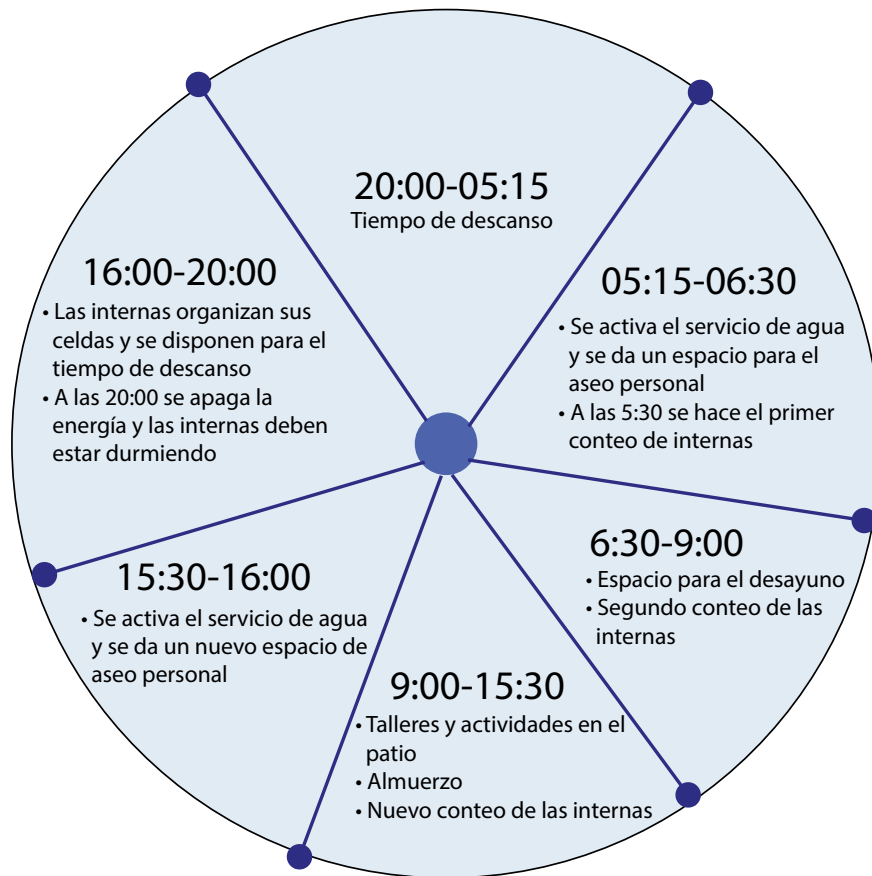 20:00-05:15
Tiempo de descanso
05:15-06:30
• Se activa el servicio de agua
y se da un espacio para el
aseo personal
• A las 5:30 se hace el primer
conteo de internas
6:30-9:00
• Espacio para el desayuno
• Segundo conteo de las
internas
9:00-15:30
• Talleres y actividades en el
patio
• Almuerzo
• Nuevo conteo de las internas
15:30-16:00
• Se activa el servicio de agua
y se da un nuevo espacio de
aseo personal
16:00-20:00
• Las internas organizan sus
celdas y se disponen para el
tiempo de descanso
• A las 20:00 se apaga la
energía y las internas deben
estar durmiendo